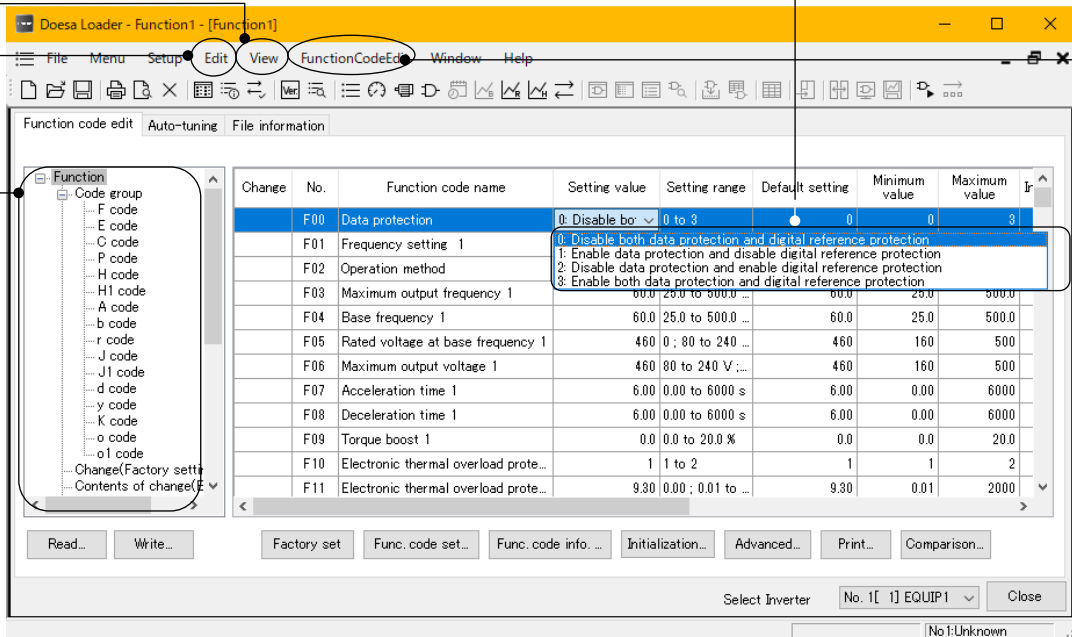 Doesa Loader - Function1 - [Function1]
File Menu Setup Edit View FunctionCodeEdi Window Help
Ver.
Function code edit Auto-tuning File information
Function
Code group
F code
E code
C code
P code
H code
H1 code
A code
b code
r code
J code
J1 code
d code
y code
K code
o code
o1 code
Change(Factory settin
Contents of change(E
Change No. Function code name Setting value Setting range Default setting Minimum value Maximum value Ir
F00 Data protection 0: Disable bo 0 to 3 0 0 3
0: Disable both data protection and digital reference protection
1: Enable data protection and disable digital reference protection
2: Disable data protection and enable digital reference protection
3: Enable both data protection and digital reference protection
F01 Frequency setting 1
F02 Operation method
F03 Maximum output frequency 1 60.0 25.0 to 500.0 ... 60.0 25.0 500.0
F04 Base frequency 1 60.0 25.0 to 500.0 ... 60.0 25.0 500.0
F05 Rated voltage at base frequency 1 460 0 ; 80 to 240 ... 460 160 500
F06 Maximum output voltage 1 460 80 to 240 V ;... 460 160 500
F07 Acceleration time 1 6.00 0.00 to 6000 s 6.00 0.00 6000
F08 Deceleration time 1 6.00 0.00 to 6000 s 6.00 0.00 6000
F09 Torque boost 1 0.0 0.0 to 20.0 % 0.0 0.0 20.0
F10 Electronic thermal overload prote... 1 1 to 2 1 1 2
F11 Electronic thermal overload prote... 9.30 0.00 ; 0.01 to ... 9.30 0.01 2000
Read... Write... Factory set Func. code set... Func. code info. ... Initialization... Advanced... Print... Comparison...
Select Inverter No. 1[ 1] EQUIP1 Close
No1:Unknown